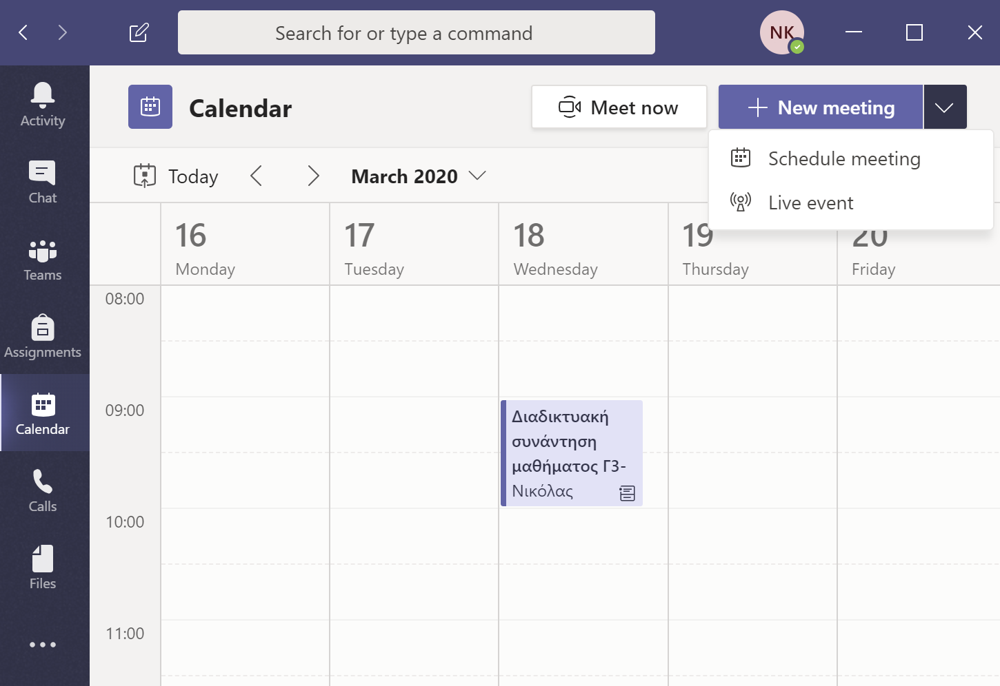 Search for or type a command
NK
Activity
Chat
Teams
Assignments
Calendar
Calls
Files
Calendar
Meet now
New meeting
Schedule meeting
Live event
Today
March 2020
16
Monday
17
Tuesday
18
Wednesday
19
Thursday
20
Friday
08:00
09:00
10:00
11:00
Διαδικτυακή
συνάντηση
μαθήματος Γ3-
Νικόλας